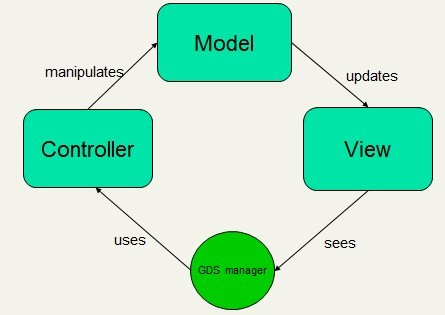 Model
manipulates
updates
Controller
View
uses
GDS manager
sees